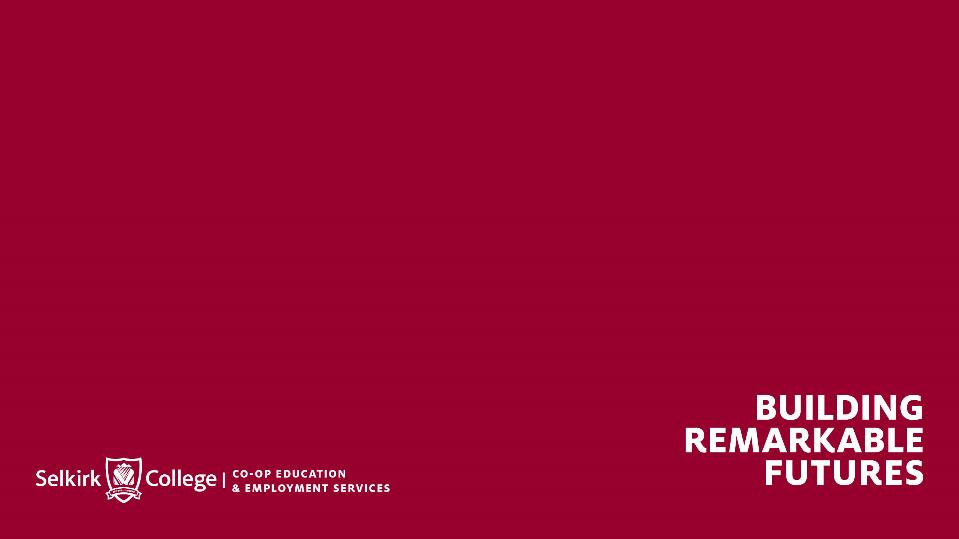 BUILDING
REMARKABLE
FUTURES
Selkirk College | CO-OP EDUCATION
& EMPLOYMENT SERVICES